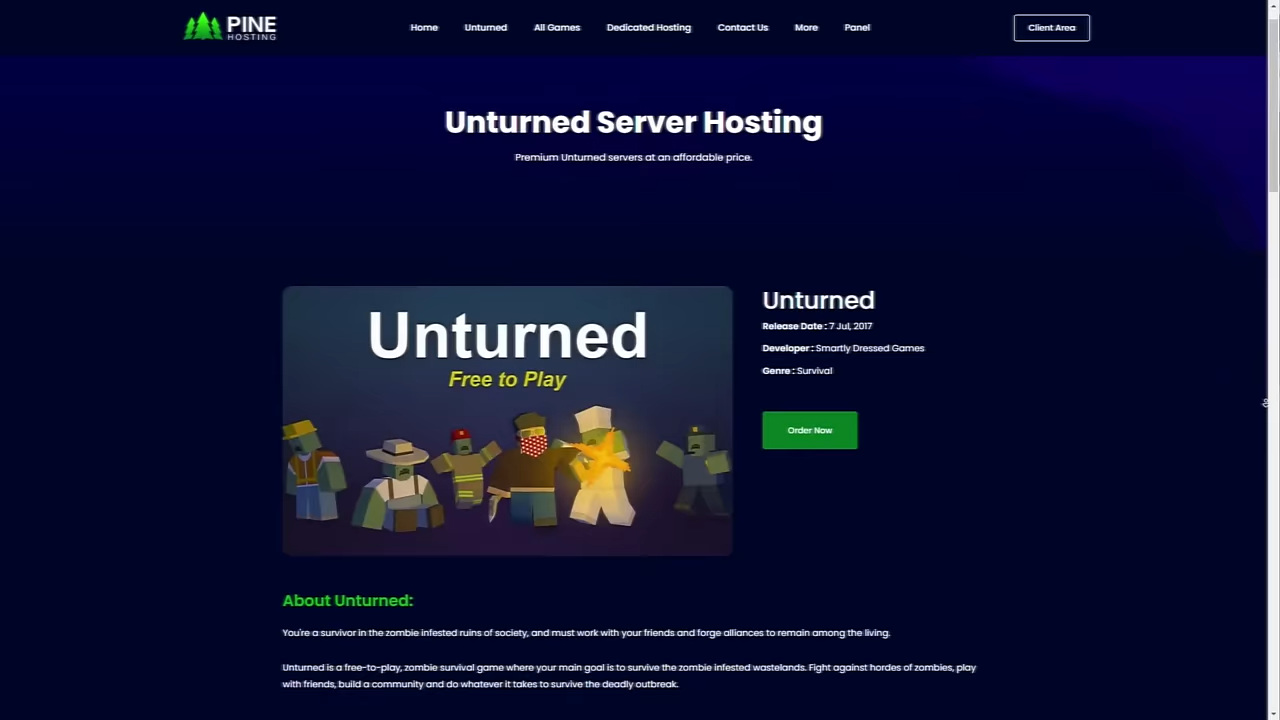 PINE
HOSTING
Home
Unturned
All Games
Dedicated Hosting
Contact Us
More
Panel
Client Area
Unturned Server Hosting
Premium Unturned servers at an affordable price.
Unturned
Free to Play
Unturned
Release Date : 7 Jul, 2017
Developer : Smartly Dressed Games
Genre : Survival
Order Now
About Unturned:
You're a survivor in the zombie infested ruins of society, and must work with your friends and forge alliances to remain among the living.
Unturned is a free-to-play, zombie survival game where your main goal is to survive the zombie infested wastelands. Fight against hordes of zombies, play
with friends, build a community and do whatever it takes to survive the deadly outbreak.